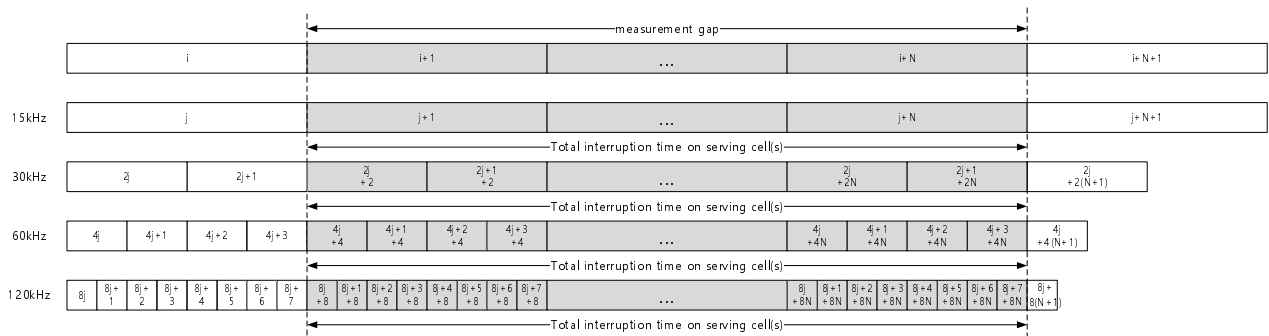 measurement gap
i i+1 ... i+N i+N+1
15kHz j j+1 ... j+N j+N+1
Total interruption time on serving cell(s)
30kHz 2j 2j+1 2j +2 2j+1 +2 ... 2j +2N 2j+1 +2N 2j +2(N+1)
Total interruption time on serving cell(s)
60kHz 4j 4j+1 4j+2 4j+3 4j +4 4j+1 +4 4j+2 +4 4j+3 +4 ... 4j +4N 4j+1 +4N 4j+2 +4N 4j+3 +4N 4j +4(N+1)
Total interruption time on serving cell(s)
120kHz 8j 8j+ 1 8j+ 2 8j+ 3 8j+ 4 8j+ 5 8j+ 6 8j+ 7 8j +8 8j+1 +8 8j+2 +8 8j+3 +8 8j+4 +8 8j+5 +8 8j+6 +8 8j+7 +8 ... 8j +8N 8j+1 +8N 8j+2 +8N 8j+3 +8N 8j+4 +8N 8j+5 +8N 8j+6 +8N 8j+7 +8N 8j+ 8(N+1)
Total interruption time on serving cell(s)